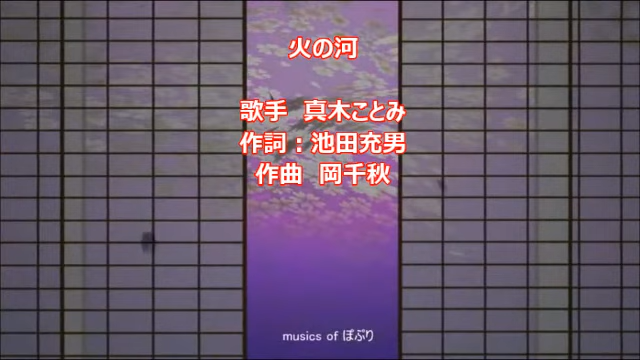 火の河
歌手　真木ことみ
作詞：池田充男
作曲　岡千秋
musics of ぽぷり